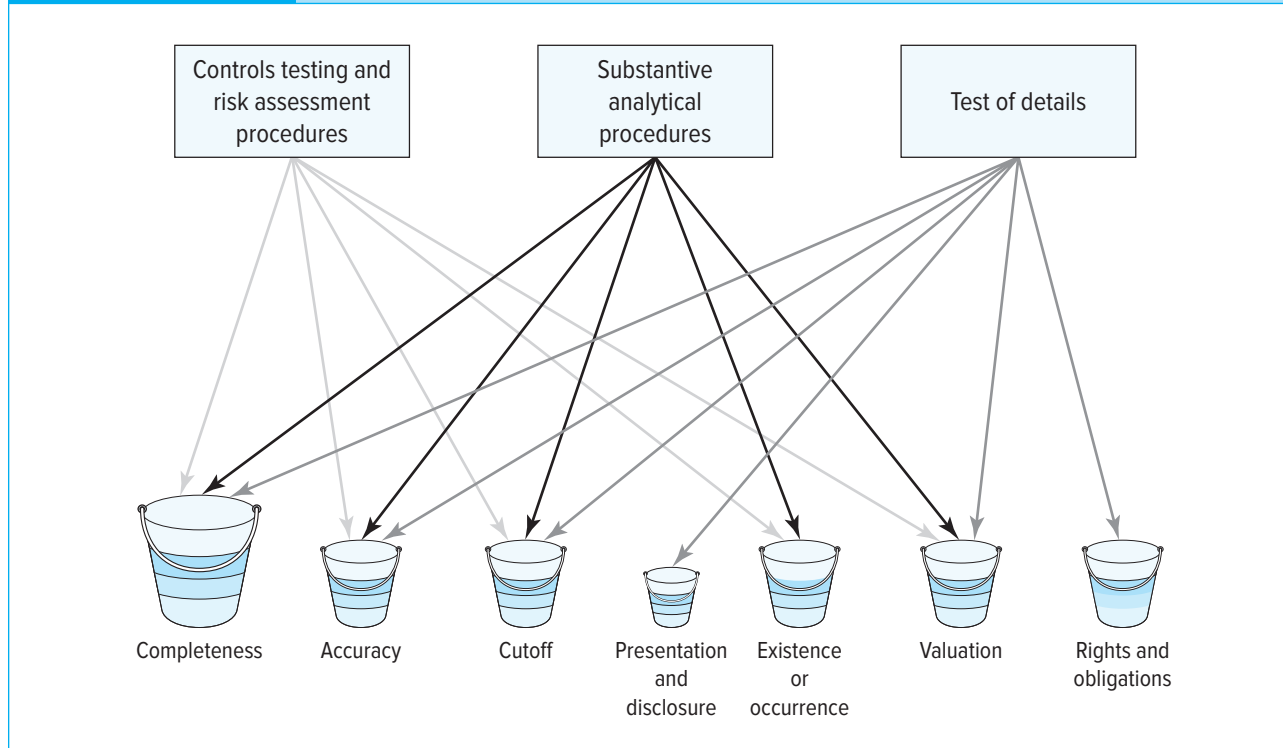 Controls testing and
risk assessment
procedures
Substantive
analytical
procedures
Test of details
Completeness
Accuracy
Cutoff
Presentation
and
disclosure
Existence
or
occurrence
Valuation
Rights and
obligations